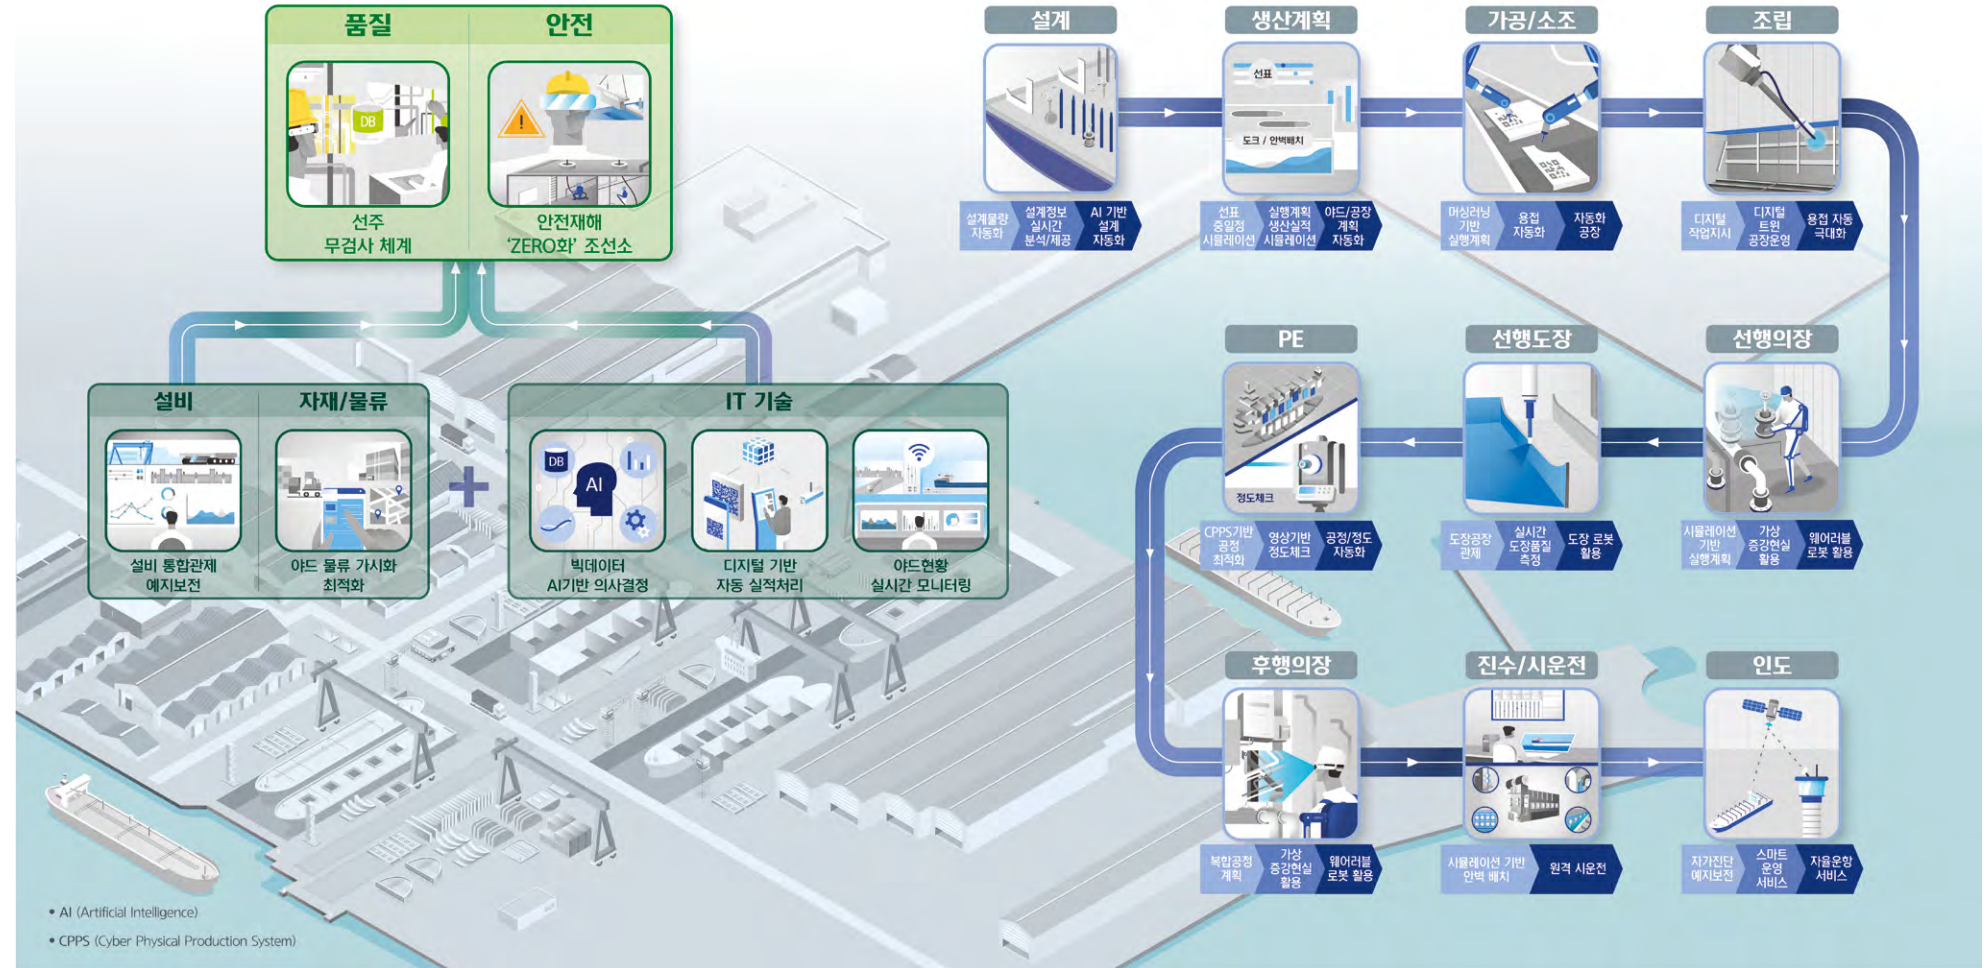 품질
안전
DB
!
선주
무검사 체계
안전재해
‘ZERO화’ 조선소
설비
자재/물류
설비 통합관제
예지보전
야드 물류 가시화
최적화
IT 기술
DB
AI
빅데이터
AI기반 의사결정
디지털 기반
자동 실적처리
야드현황
실시간 모니터링
설계
설계물량
자동화
설계정보
실시간
분석/제공
AI 기반
설계
자동화
생산계획
선표
도크 / 안벽배치
선표
중일정
시뮬레이션
실행계획
생산실적
시뮬레이션
야드/공장
계획
자동화
가공/소조
머싱러닝
기반
실행계획
용접
자동화
자동화
공장
조립
디지털
작업지시
디지털
트윈
공장운영
용접 자동
극대화
선행의장
시뮬레이션
기반
실행계획
가상
증강현실
활용
웨어러블
로봇 활용
선행도장
도장공장
관제
실시간
도장품질
측정
도장 로봇
활용
PE
정도체크
CPPS기반
공정
최적화
영상기반
정도체크
공정/정도
자동화
후행의장
복합공정
계획
가상
증강현실
활용
웨어러블
로봇 활용
진수/시운전
시뮬레이션 기반
안벽 배치
원격 시운전
인도
자가진단
예지보전
스마트
운영
서비스
자율운항
서비스
• AI (Artificial Intelligence)
• CPPS (Cyber Physical Production System)